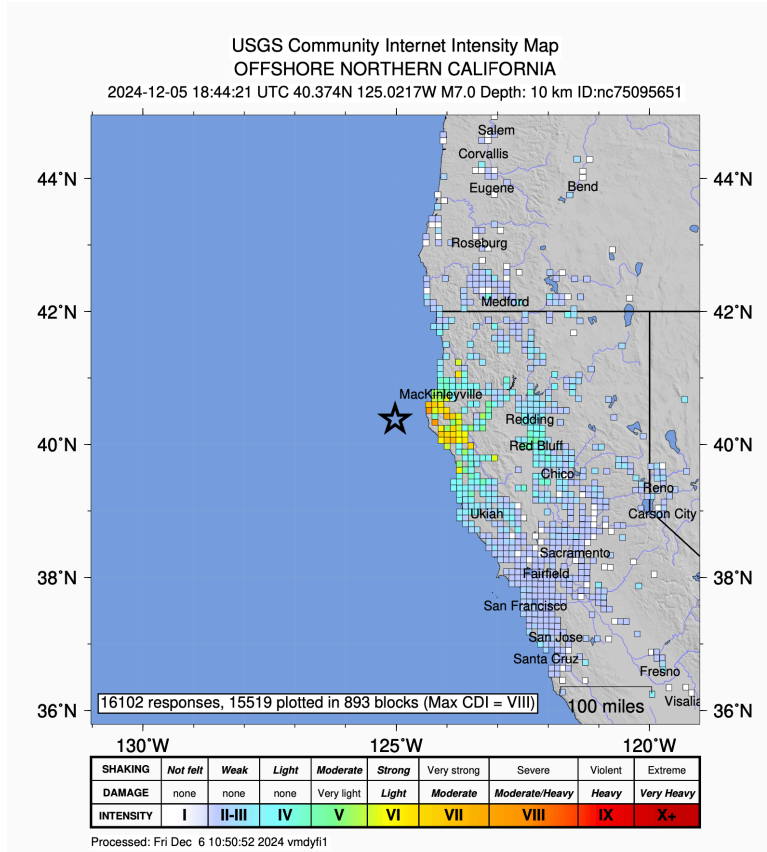 USGS Community Internet Intensity Map
OFFSHORE NORTHERN CALIFORNIA
2024-12-05 18:44:21 UTC 40.374N 125.0217W M7.0 Depth: 10 km ID:nc75095651
Salem
Corvallis
44˚N
44˚N
Eugene
Bend
Roseburg
Medford
42˚N
42˚N
MacKinleyville
Redding
40˚N
40˚N
Red Bluff
Chico
Reno
Ukiah
Carson City
Sacramento
38˚N
38˚N
Fairfield
San Francisco
San Jose
Santa Cruz
Fresno
Visalia
16102 responses, 15519 plotted in 893 blocks (Max CDI = VIII)
100 miles
36˚N
36˚N
130˚W
125˚W
120˚W
SHAKING Not felt Weak Light Moderate Strong Very strong Severe Violent Extreme
DAMAGE none none none Very light Light Moderate Moderate/Heavy Heavy Very Heavy
INTENSITY I II-III IV V VI VII VIII IX X+
Processed: Fri Dec 6 10:50:52 2024 vmdyfi1